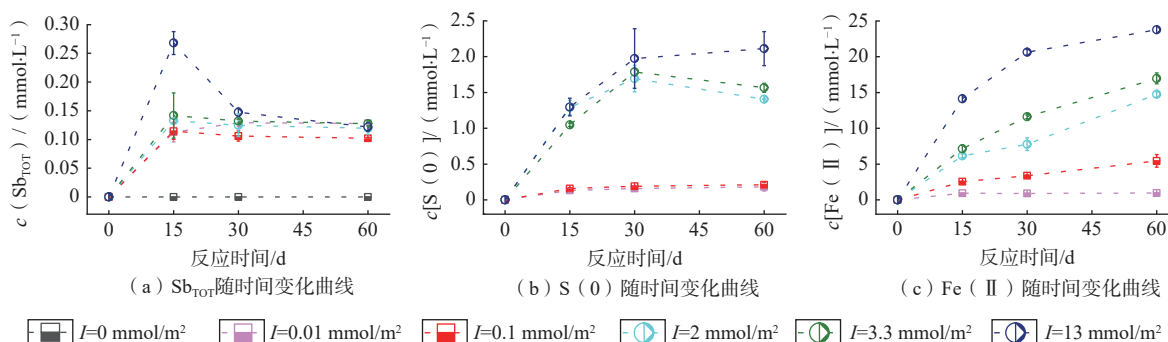 c（Sb_TOT）/（mmol·L⁻¹）
0.30
0.25
0.20
0.15
0.10
0.05
0
0 15 30 45 60
反应时间/d
（a）Sb_TOT随时间变化曲线
c[S（0）]/（mmol·L⁻¹）
2.5
2.0
1.5
1.0
0.5
0
0 15 30 45 60
反应时间/d
（b）S（0）随时间变化曲线
c[Fe（Ⅱ）]/（mmol·L⁻¹）
25
20
15
10
5
0
0 15 30 45 60
反应时间/d
（c）Fe（Ⅱ）随时间变化曲线
I=0 mmol/m² I=0.01 mmol/m² I=0.1 mmol/m² I=2 mmol/m² I=3.3 mmol/m² I=13 mmol/m²